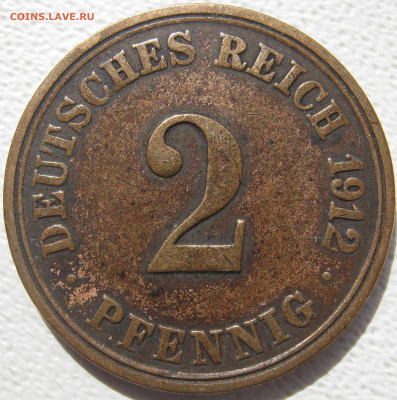 COINS.LAVE.RU
DEUTSCHES REICH 1912
2
PFENNIG